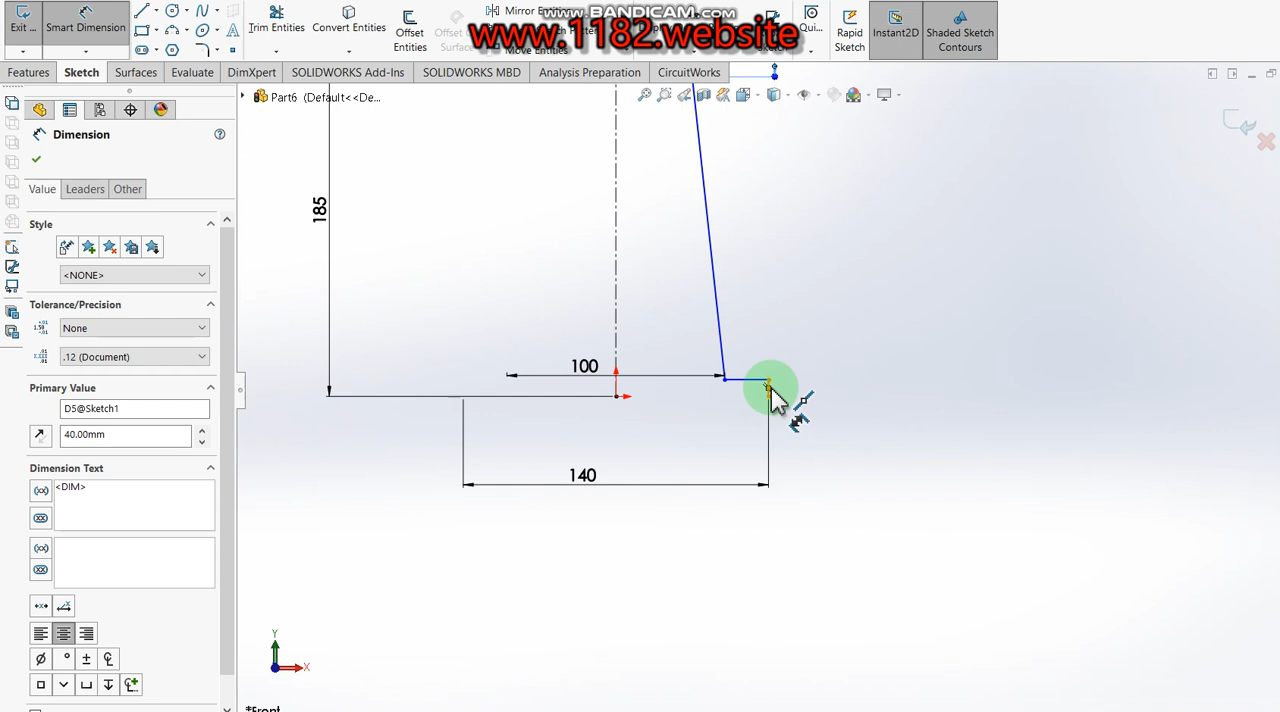 www.BANDICAM.com
www.1182.website
Exit ...
Smart Dimension
Trim Entities
Convert Entities
Offset Entities
Offset
Surface
Mirror Entities
Move Entities
Rapid Sketch
Instant2D
Shaded Sketch Contours
Features
Sketch
Surfaces
Evaluate
DimXpert
SOLIDWORKS Add-Ins
SOLIDWORKS MBD
Analysis Preparation
CircuitWorks
Part6 (Default<<De...
Dimension
Value
Leaders
Other
Style
<NONE>
Tolerance/Precision
None
.12 (Document)
Primary Value
D5@Sketch1
40.00mm
Dimension Text
<DIM>
185
100
140
Y
X
*Front